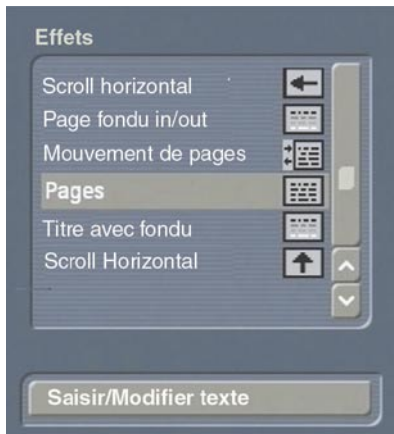 Effets
Scroll horizontal
Page fondu in/out
Mouvement de pages
Pages
Titre avec fondu
Scroll Horizontal
Saisir/Modifier texte